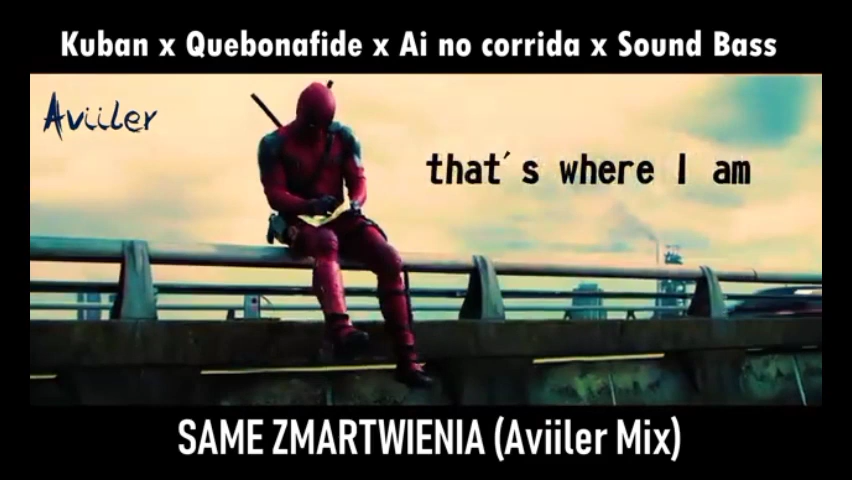 Kuban x Quebonafide x Ai no corrida x Sound Bass
Aviiler
that's where I am
SAME ZMARTWIENIA (Aviiler Mix)